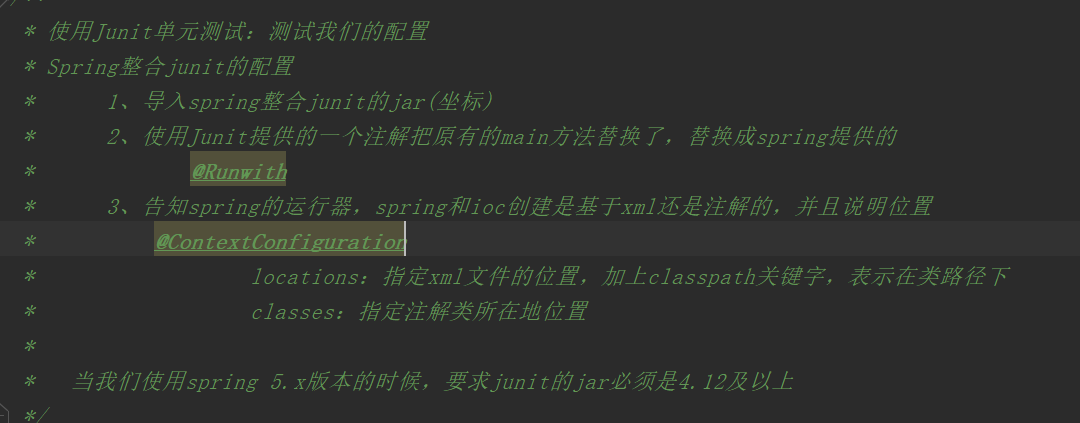 * 使用Junit单元测试：测试我们的配置
* Spring整合junit的配置
* 1、导入spring整合junit的jar(坐标)
* 2、使用Junit提供的一个注解把原有的main方法替换了，替换成spring提供的
* @Runwith
* 3、告知spring的运行器，spring和ioc创建是基于xml还是注解的，并且说明位置
* @ContextConfiguration
* locations：指定xml文件的位置，加上classpath关键字，表示在类路径下
* classes：指定注解类所在地位置
*
* 当我们使用spring 5.x版本的时候，要求junit的jar必须是4.12及以上
*/